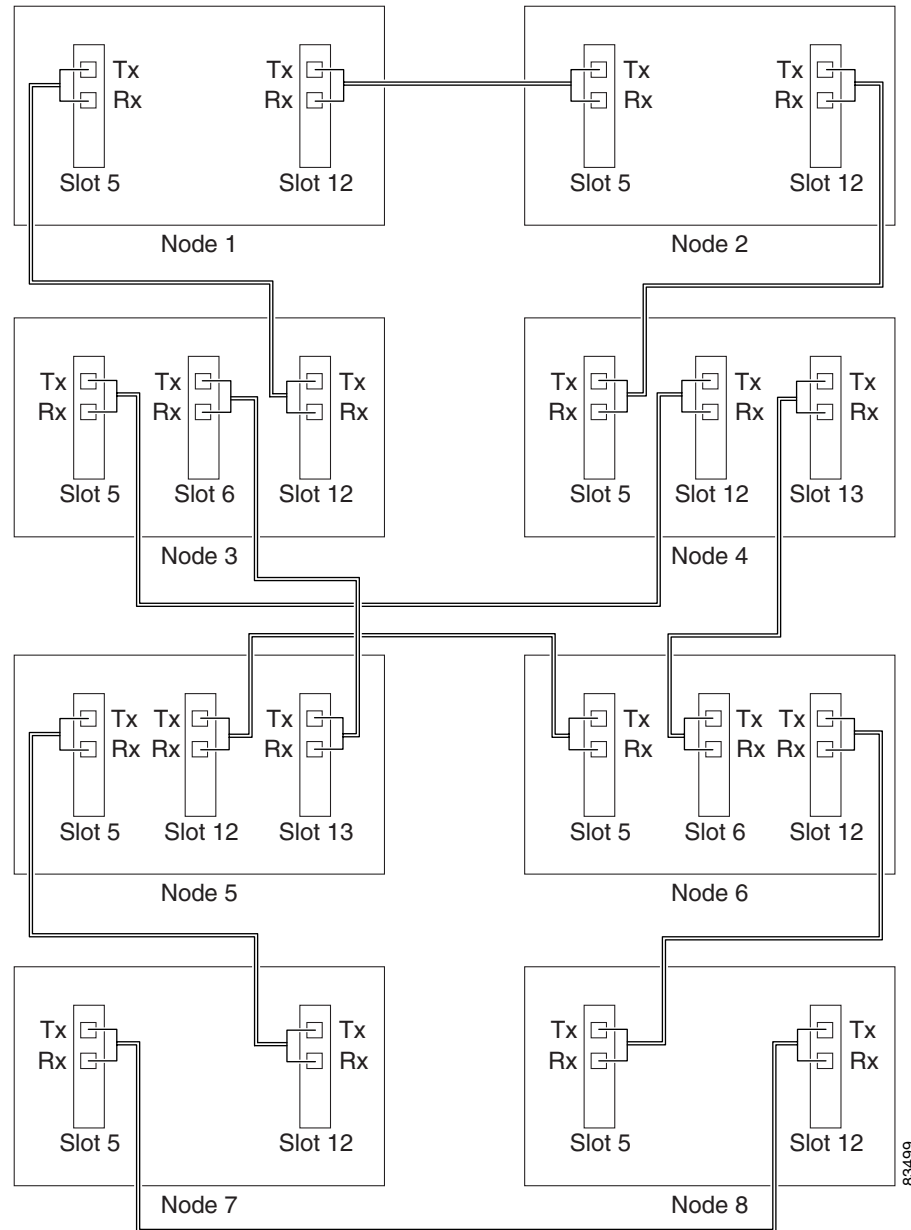 Tx Tx Tx Tx
Rx Rx Rx Rx
Slot 5 Slot 12 Slot 5 Slot 12
Node 1 Node 2
Tx Tx Tx Tx Tx Tx
Rx Rx Rx Rx Rx Rx
Slot 5 Slot 6 Slot 12 Slot 5 Slot 12 Slot 13
Node 3 Node 4
Tx Tx Tx Tx Tx Tx
Rx Rx Rx Rx Rx Rx
Slot 5 Slot 12 Slot 13 Slot 5 Slot 6 Slot 12
Node 5 Node 6
Tx Tx Tx Tx
Rx Rx Rx Rx
Slot 5 Slot 12 Slot 5 Slot 12
Node 7 Node 8
83499